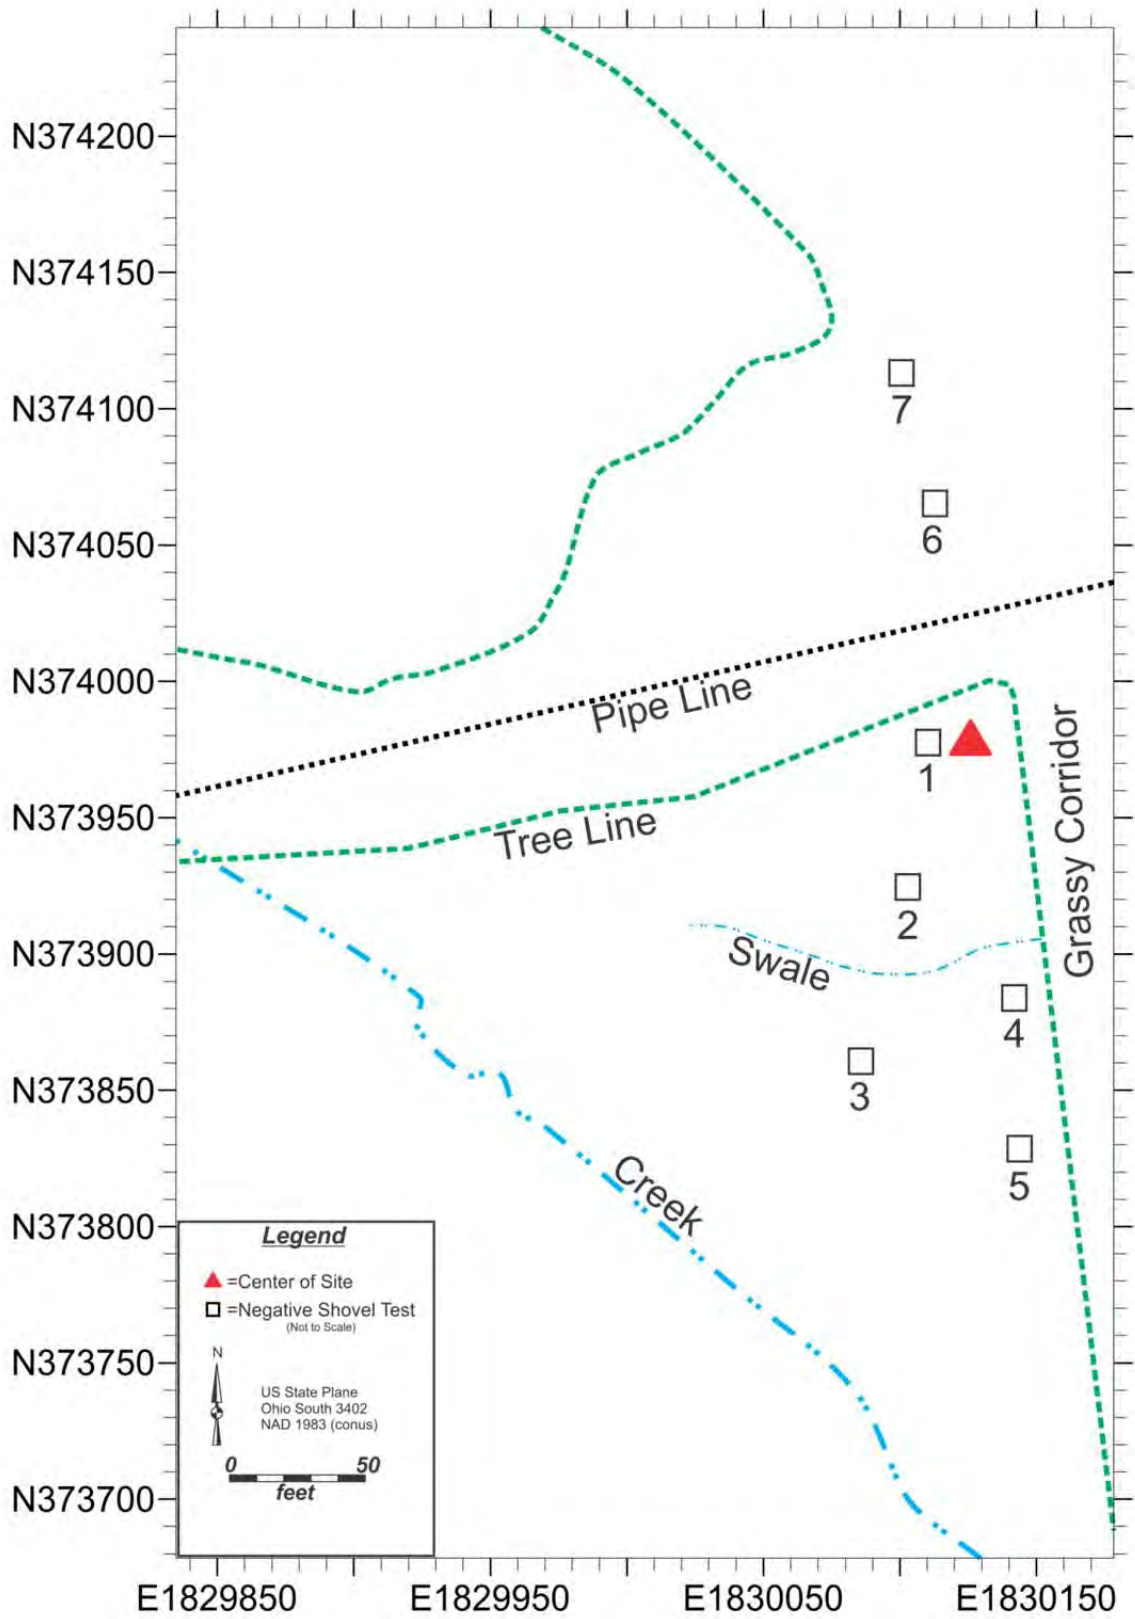 N374200
N374150
7
N374100
6
N374050
N374000
Pipe Line
1
Grassy Corridor
N373950
Tree Line
2
Swale
N373900
4
3
N373850
5
Creek
N373800
Legend
=Center of Site
=Negative Shovel Test
(Not to Scale)
N
US State Plane
Ohio South 3402
NAD 1983 (conus)
0 50
feet
N373750
N373700
E1829850 E1829950 E1830050 E1830150